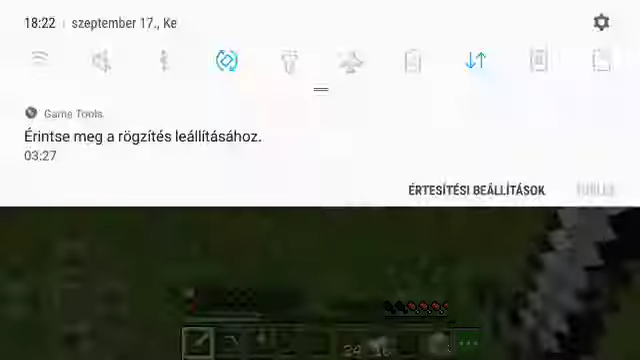 18:22 | szeptember 17., Ke
Game Tools
Érintse meg a rögzítés leállításához.
03:27
ÉRTESÍTÉSI BEÁLLÍTÁSOK